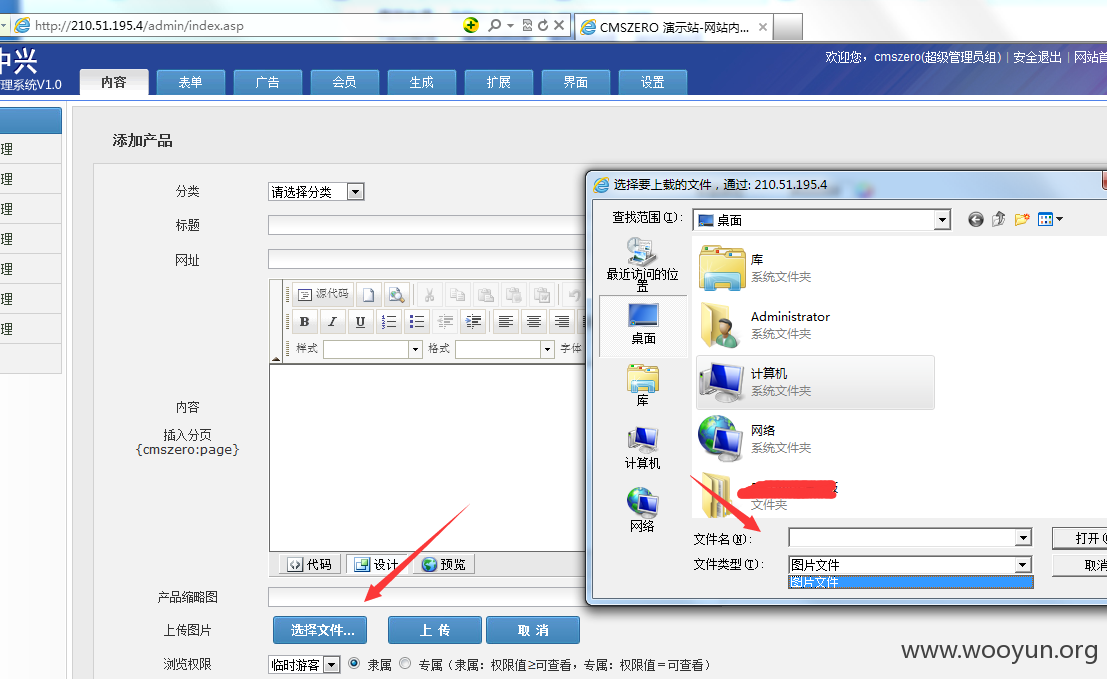 http://210.51.195.4/admin/index.asp
CMSZERO 演示站-网站内...
中兴
管理系统V1.0
欢迎您，cmszero(超级管理员组) | 安全退出 | 网站首
内容 表单 广告 会员 生成 扩展 界面 设置
理
理
理
理
理
理
理
添加产品
分类
请选择分类
标题
网址
源代码
B I U
样式
格式
字体
内容
插入分页
{cmszero:page}
代码 设计 预览
产品缩略图
上传图片
选择文件... 上 传 取 消
浏览权限
临时游客
隶属 专属（隶属：权限值≥可查看，专属：权限值＝可查看）
选择要上载的文件，通过: 210.51.195.4
查找范围(I):
桌面
最近访问的位置
桌面
库
计算机
网络
库
系统文件夹
Administrator
系统文件夹
计算机
系统文件夹
网络
系统文件夹
文件夹
文件名(N):
打开(
文件类型(T):
图片文件
取消
图片文件
www.wooyun.org